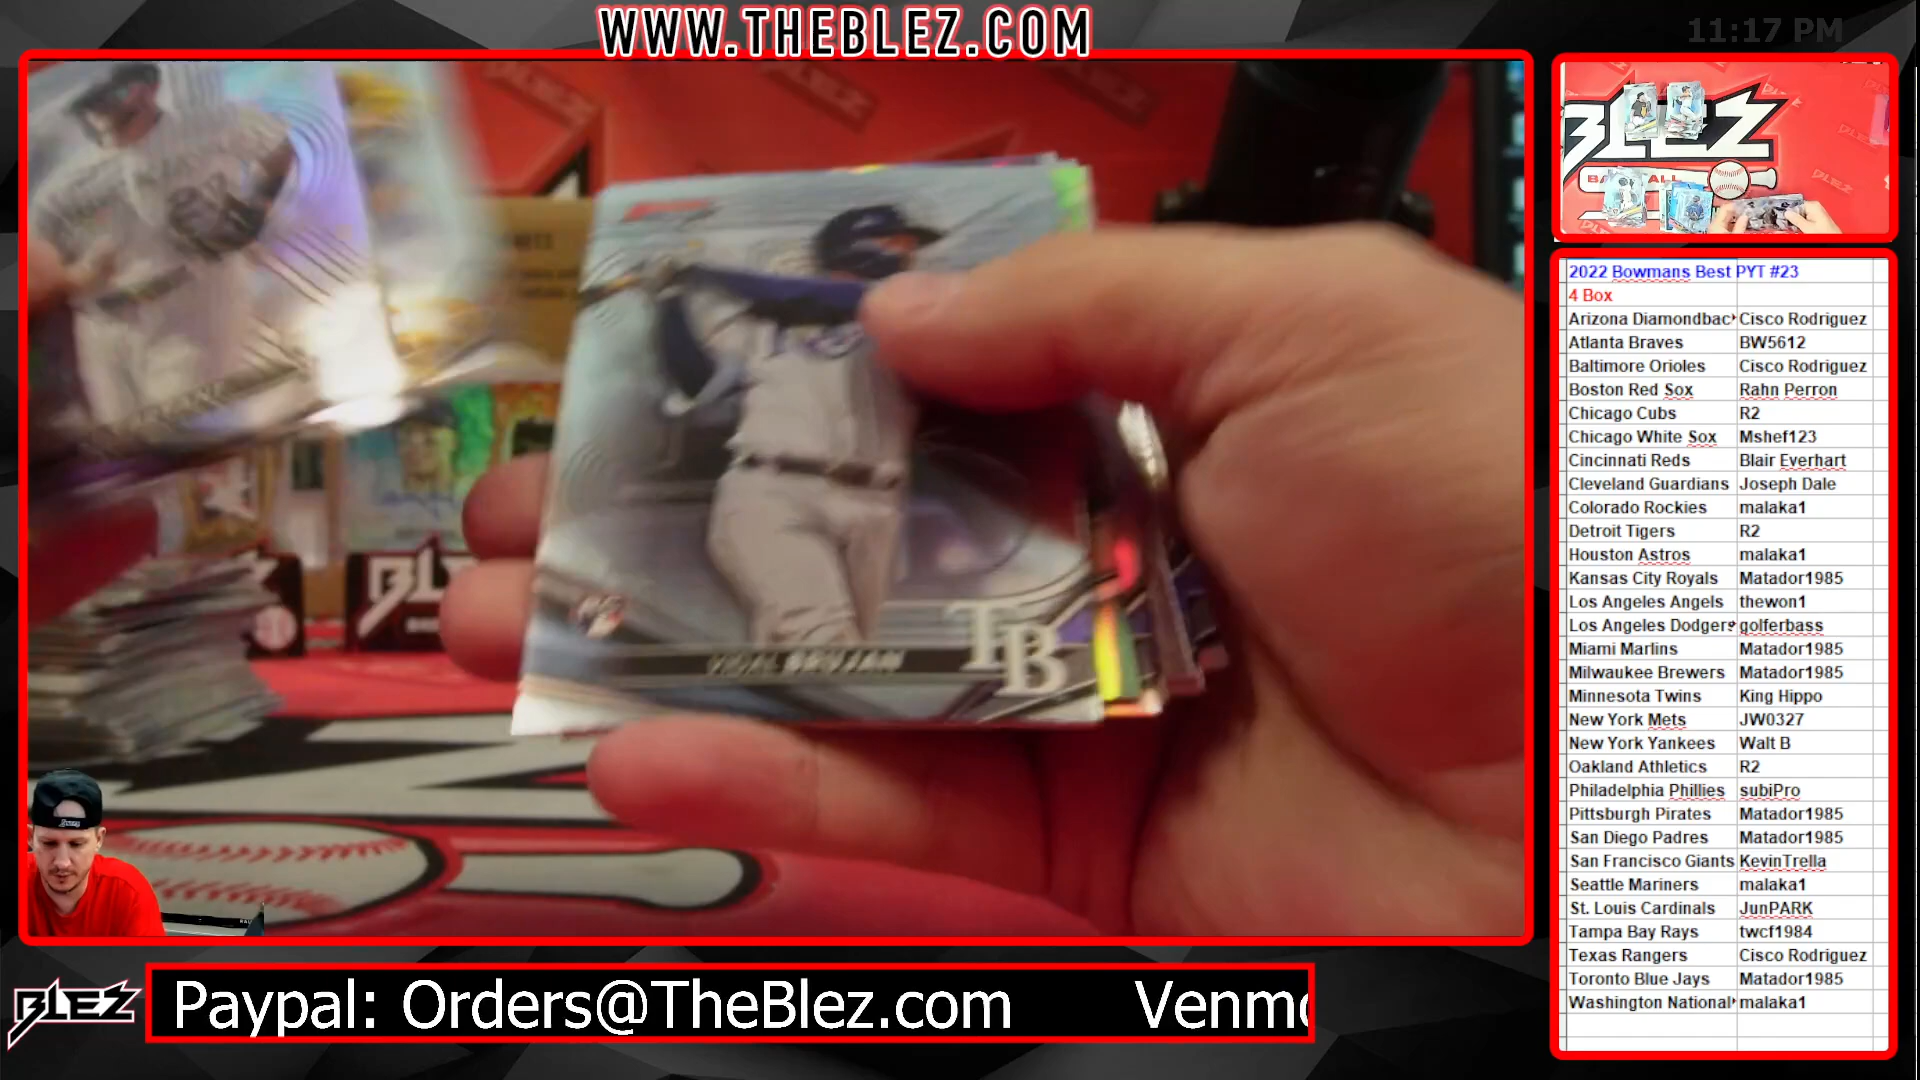 WWW.THEBLEZ.COM
11:17 PM
BLEZ
VIDAL BRUJAN
TB
2022 Bowmans Best PYT #23
4 Box
Arizona Diamondbac Cisco Rodriguez
Atlanta Braves BW5612
Baltimore Orioles Cisco Rodriguez
Boston Red Sox Rahn Perron
Chicago Cubs R2
Chicago White Sox Mshef123
Cincinnati Reds Blair Everhart
Cleveland Guardians Joseph Dale
Colorado Rockies malaka1
Detroit Tigers R2
Houston Astros malaka1
Kansas City Royals Matador1985
Los Angeles Angels thewon1
Los Angeles Dodgers golferbass
Miami Marlins Matador1985
Milwaukee Brewers Matador1985
Minnesota Twins King Hippo
New York Mets JW0327
New York Yankees Walt B
Oakland Athletics R2
Philadelphia Phillies subiPro
Pittsburgh Pirates Matador1985
San Diego Padres Matador1985
San Francisco Giants KevinTrella
Seattle Mariners malaka1
St. Louis Cardinals JunPARK
Tampa Bay Rays twcf1984
Texas Rangers Cisco Rodriguez
Toronto Blue Jays Matador1985
Washington National malaka1
BLEZ
Paypal: Orders@TheBlez.com Venmo